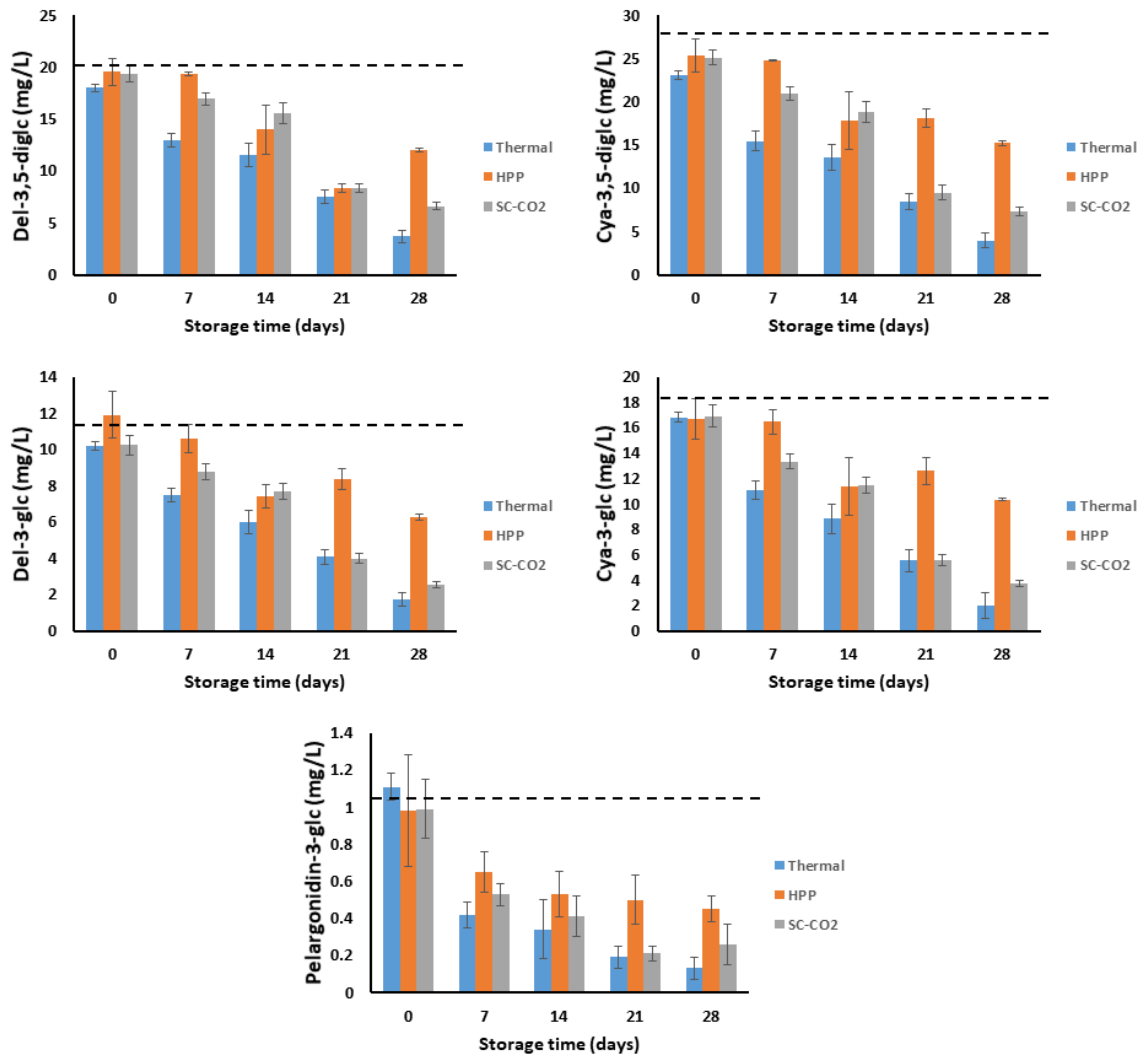 Del-3,5-diglc (mg/L)
25
20
15
10
5
0
0 7 14 21 28
Storage time (days)
Thermal
HPP
SC-CO2
Cya-3,5-diglc (mg/L)
30
25
20
15
10
5
0
0 7 14 21 28
Storage time (days)
Thermal
HPP
SC-CO2
Del-3-glc (mg/L)
14
12
10
8
6
4
2
0
0 7 14 21 28
Storage time (days)
Thermal
HPP
SC-CO2
Cya-3-glc (mg/L)
20
18
16
14
12
10
8
6
4
2
0
0 7 14 21 28
Storage time (days)
Thermal
HPP
SC-CO2
Pelargonidin-3-glc (mg/L)
1.4
1.2
1
0.8
0.6
0.4
0.2
0
0 7 14 21 28
Storage time (days)
Thermal
HPP
SC-CO2